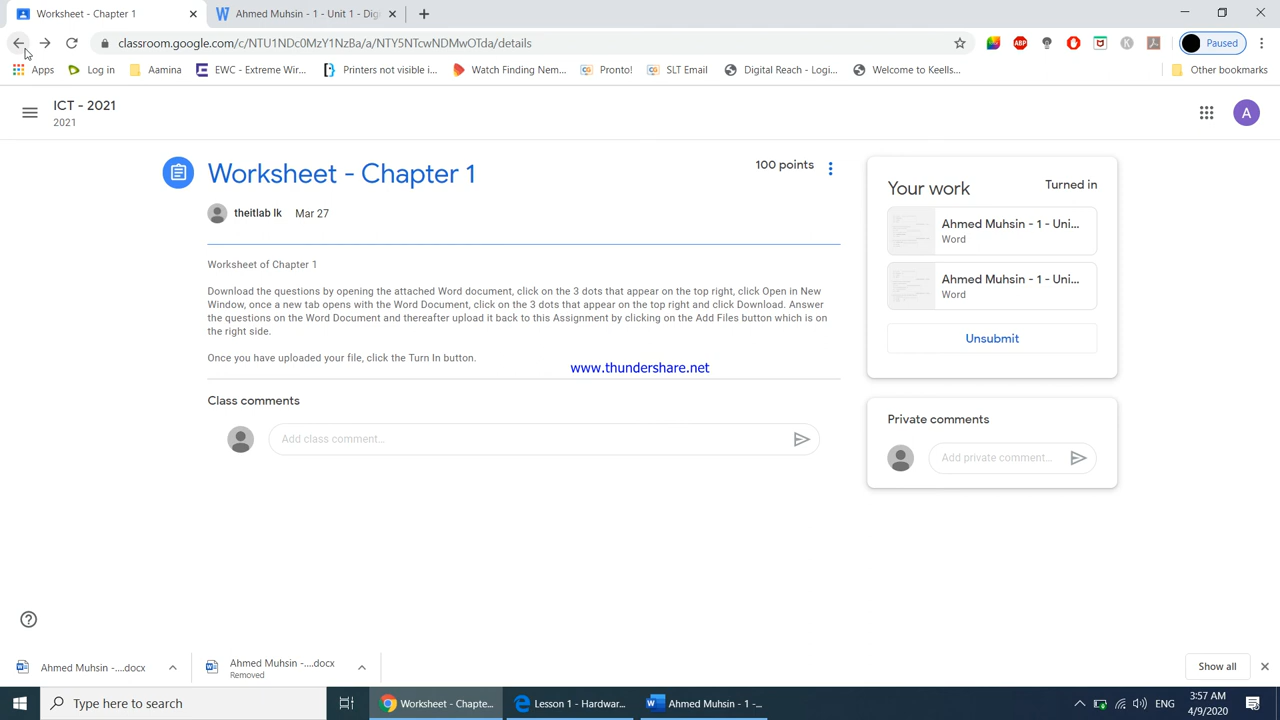 Worksheet - Chapter 1
Ahmed Muhsin - 1 - Unit 1 - Digi
classroom.google.com/c/NTU1NDc0MzY1NzBa/a/NTY5NTcwNDMwOTda/details
ABP
Paused
Apps
Log in
Aamina
EWC - Extreme Wir...
Printers not visible i...
Watch Finding Nem...
Pronto!
SLT Email
Digital Reach - Logi...
Welcome to Keells...
Other bookmarks
ICT - 2021
2021
A
Worksheet - Chapter 1
100 points
theitlab lk Mar 27
Worksheet of Chapter 1
Download the questions by opening the attached Word document, click on the 3 dots that appear on the top right, click Open in New
Window, once a new tab opens with the Word Document, click on the 3 dots that appear on the top right and click Download. Answer
the questions on the Word Document and thereafter upload it back to this Assignment by clicking on the Add Files button which is on
the right side.
Once you have uploaded your file, click the Turn In button.
www.thundershare.net
Class comments
Add class comment...
Your work
Turned in
Ahmed Muhsin - 1 - Uni...
Word
Ahmed Muhsin - 1 - Uni...
Word
Unsubmit
Private comments
Add private comment...
Ahmed Muhsin -....docx
Ahmed Muhsin -....docx
Removed
Show all
Type here to search
Worksheet - Chapte...
Lesson 1 - Hardwar...
Ahmed Muhsin - 1 -...
ENG
3:57 AM
4/9/2020